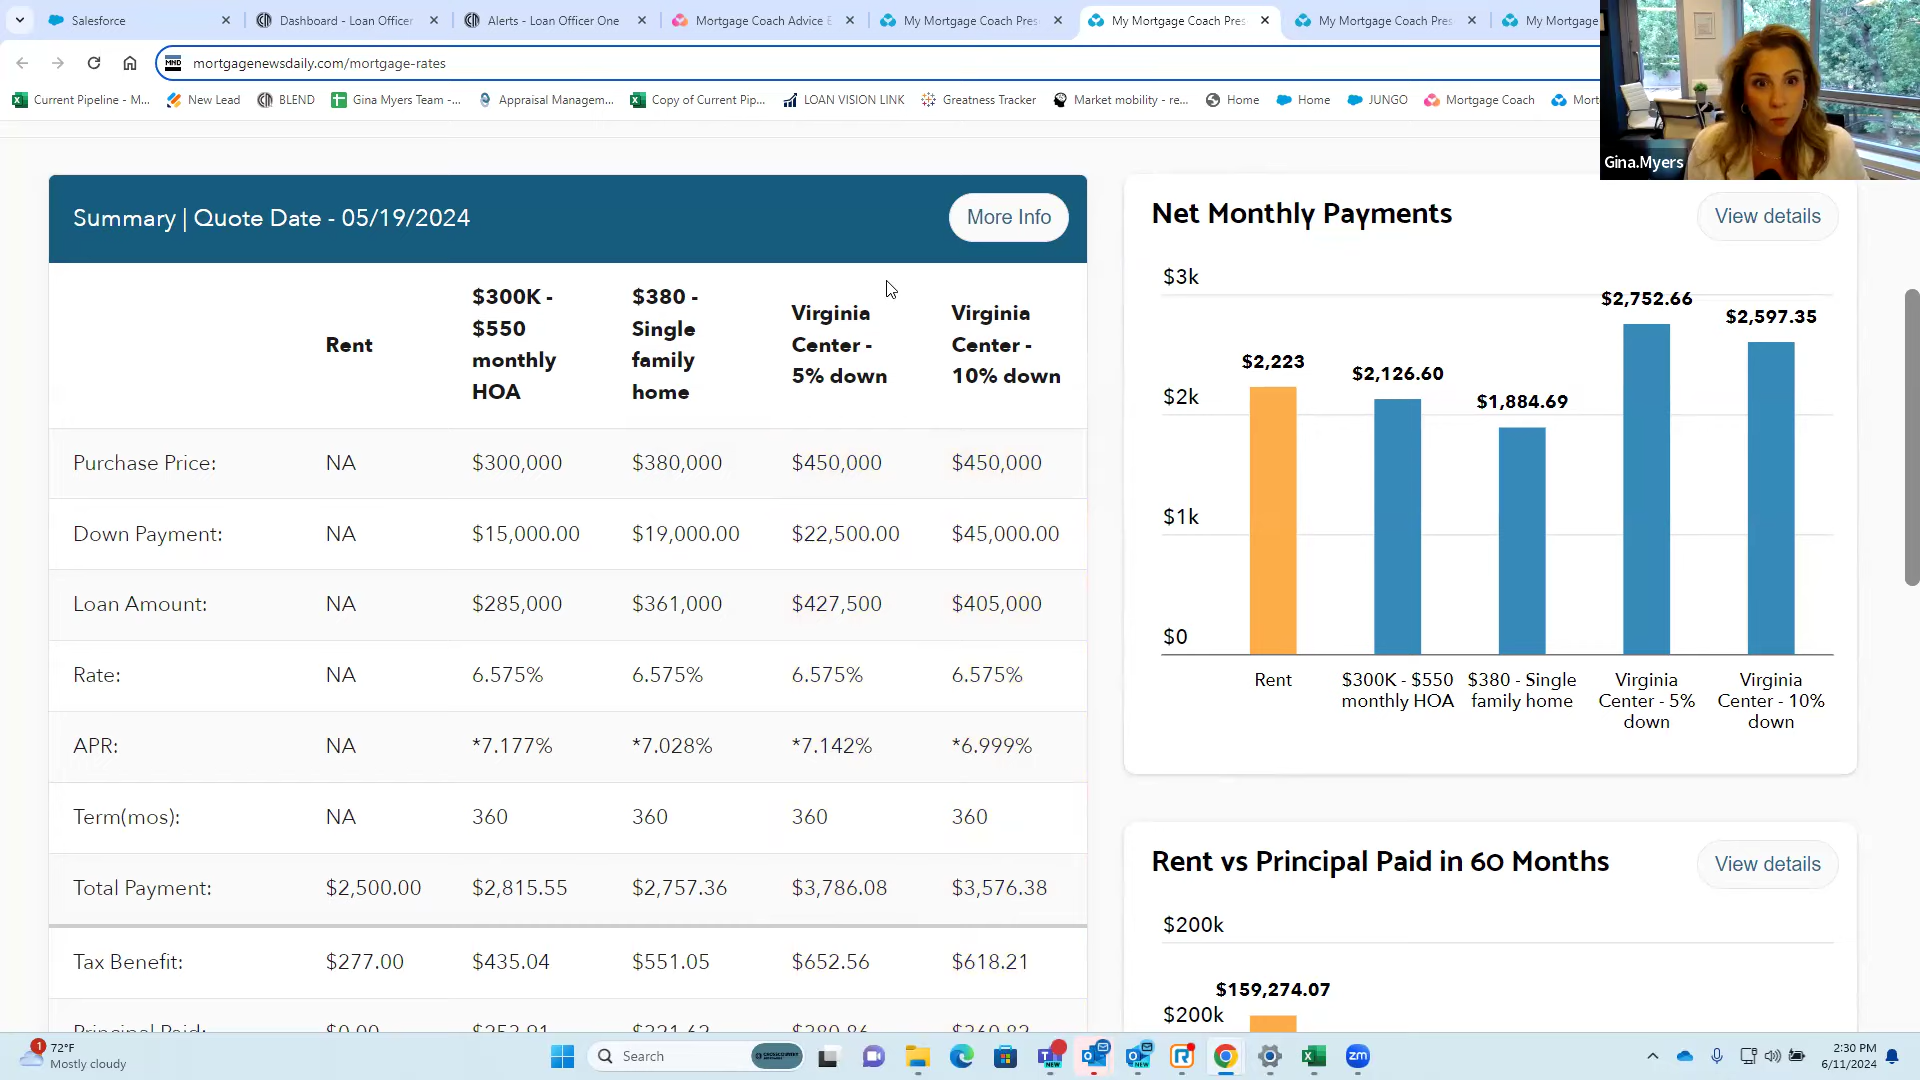 Salesforce
Dashboard - Loan Officer
Alerts - Loan Officer One
Mortgage Coach Advice E
My Mortgage Coach Pres
My Mortgage Coach Pres
My Mortgage Coach Pres
My Mortgage
mortgagenewsdaily.com/mortgage-rates
Current Pipeline - M...
New Lead
BLEND
Gina Myers Team -...
Appraisal Managem...
Copy of Current Pip...
LOAN VISION LINK
Greatness Tracker
Market mobility - re...
Home
Home
JUNGO
Mortgage Coach
Mort
Gina.Myers
Summary | Quote Date - 05/19/2024
More Info
Rent
$300K -
$550
monthly
HOA
$380 -
Single
family
home
Virginia
Center -
5% down
Virginia
Center -
10% down
Purchase Price: NA $300,000 $380,000 $450,000 $450,000
Down Payment: NA $15,000.00 $19,000.00 $22,500.00 $45,000.00
Loan Amount: NA $285,000 $361,000 $427,500 $405,000
Rate: NA 6.575% 6.575% 6.575% 6.575%
APR: NA *7.177% *7.028% *7.142% *6.999%
Term(mos): NA 360 360 360 360
Total Payment: $2,500.00 $2,815.55 $2,757.36 $3,786.08 $3,576.38
Tax Benefit: $277.00 $435.04 $551.05 $652.56 $618.21
Principal Paid: $0.00
Net Monthly Payments
View details
$3k
$2k
$1k
$0
$2,223
$2,126.60
$1,884.69
$2,752.66
$2,597.35
Rent
$300K - $550
monthly HOA
$380 - Single
family home
Virginia
Center - 5%
down
Virginia
Center - 10%
down
Rent vs Principal Paid in 60 Months
View details
$200k
$159,274.07
$200k
1
72°F
Mostly cloudy
Search
NEW
NEW
zm
2:30 PM
6/11/2024